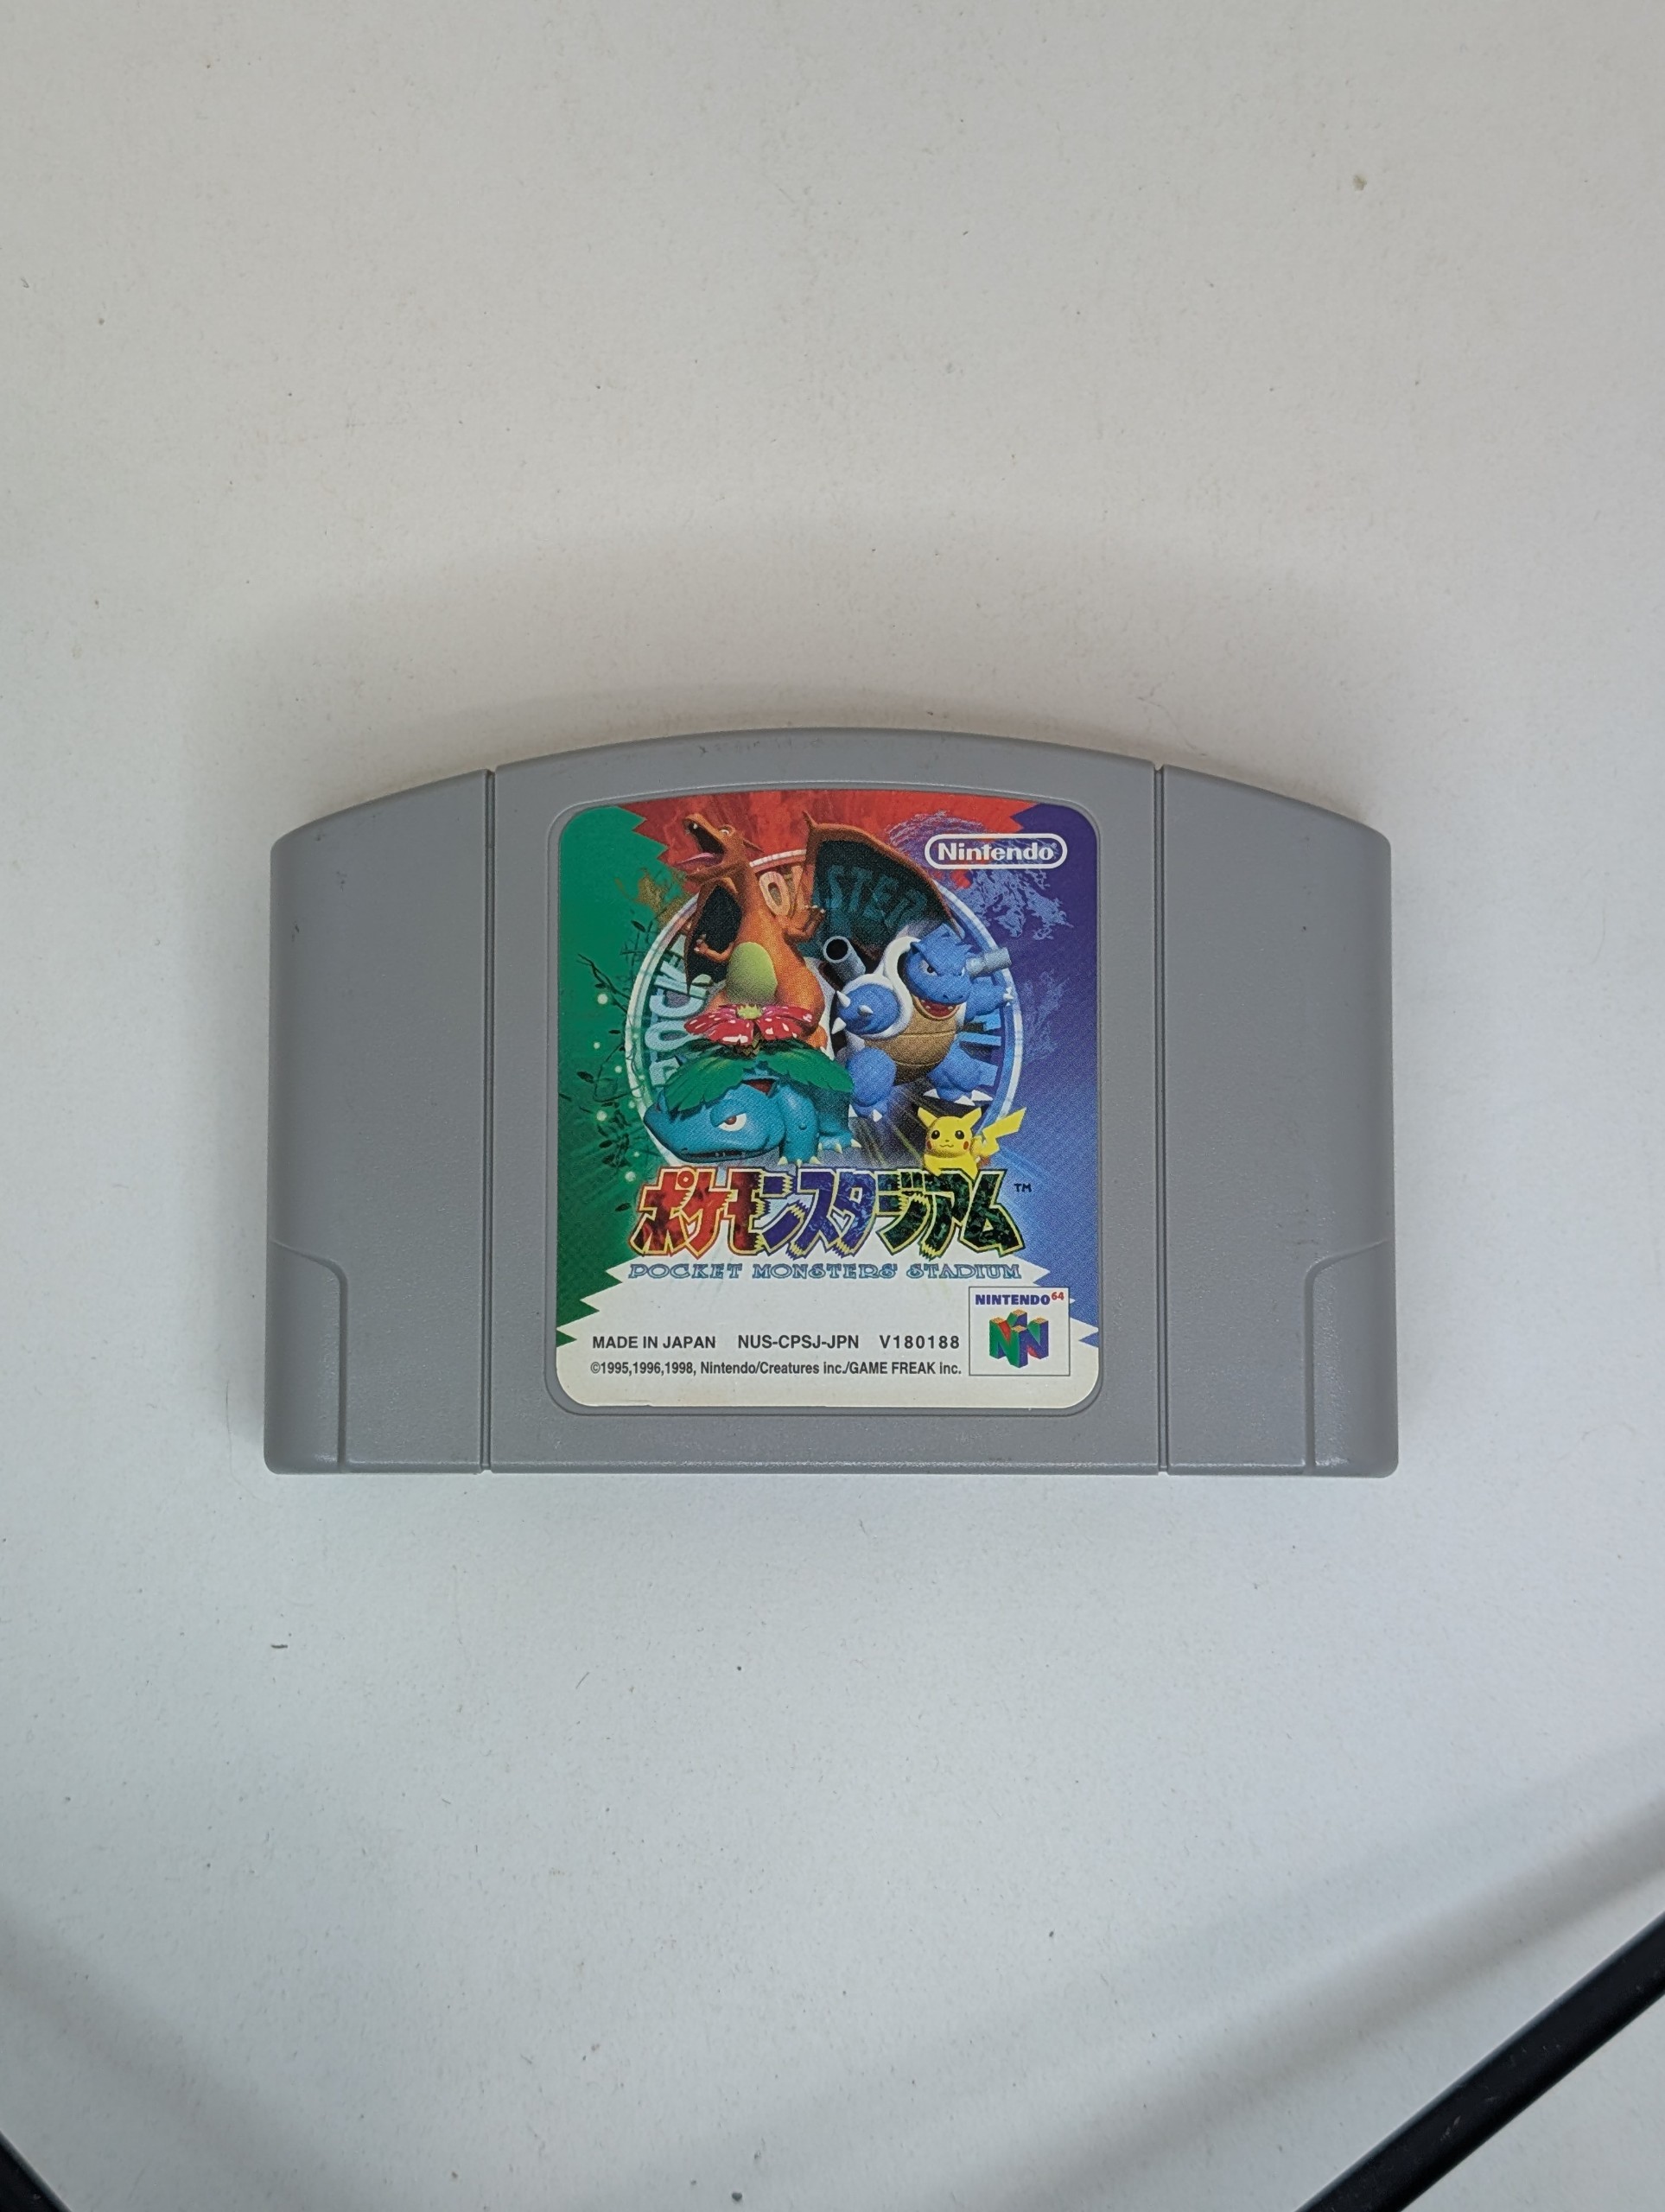 Nintendo
ポケモンスタジアム™
POCKET MONSTERS STADIUM
NINTENDO64
MADE IN JAPAN NUS-CPSJ-JPN V180188
©1995,1996,1998, Nintendo/Creatures inc./GAME FREAK inc.